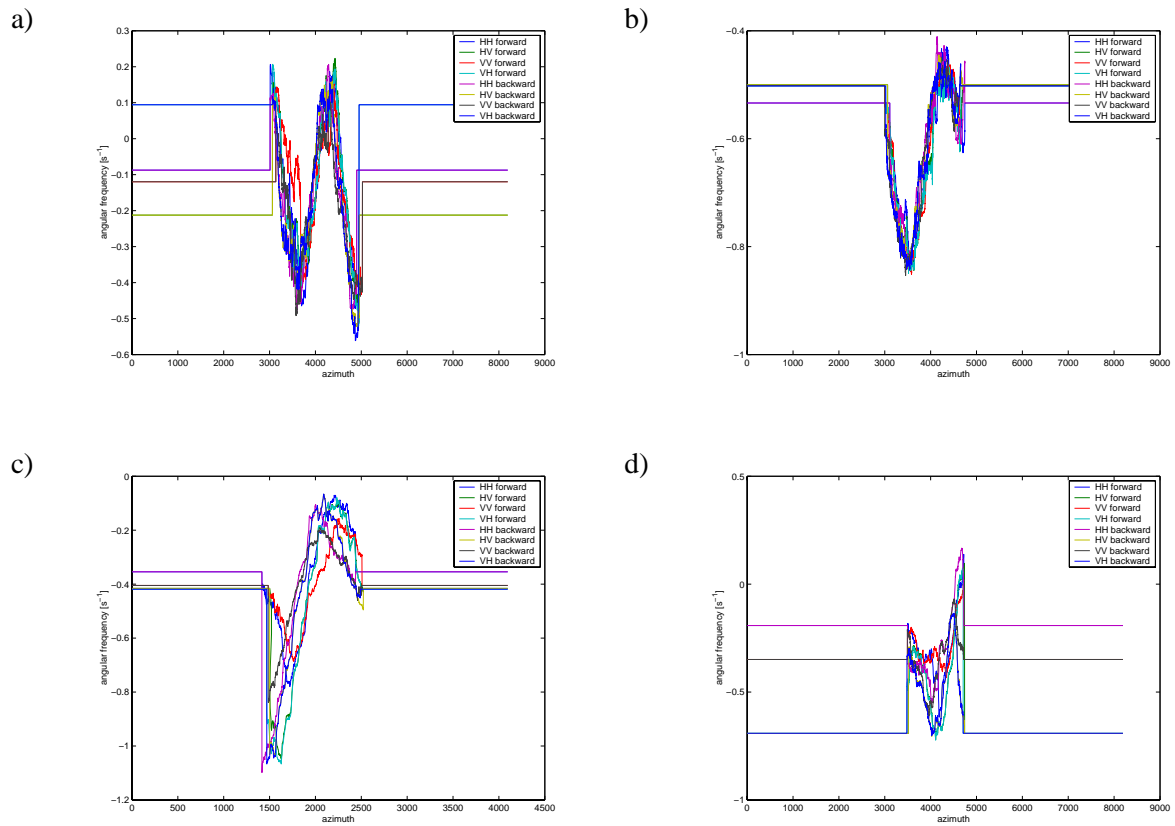 a)
0.3
0.2
0.1
0
−0.1
−0.2
−0.3
−0.4
−0.5
−0.6
angular frequency [s⁻¹]
0 1000 2000 3000 4000 5000 6000 7000 8000 9000
azimuth
HH forward
HV forward
VV forward
VH forward
HH backward
HV backward
VV backward
VH backward
b)
−0.4
−0.6
−0.8
−1
angular frequency [s⁻¹]
0 1000 2000 3000 4000 5000 6000 7000 8000 9000
azimuth
HH forward
HV forward
VV forward
VH forward
HH backward
HV backward
VV backward
VH backward
c)
0
−0.2
−0.4
−0.6
−0.8
−1
−1.2
angular frequency [s⁻¹]
0 500 1000 1500 2000 2500 3000 3500 4000 4500
azimuth
HH forward
HV forward
VV forward
VH forward
HH backward
HV backward
VV backward
VH backward
d)
0.5
0
−0.5
−1
angular frequency [s⁻¹]
0 1000 2000 3000 4000 5000 6000 7000 8000 9000
azimuth
HH forward
HV forward
VV forward
VH forward
HH backward
HV backward
VV backward
VH backward